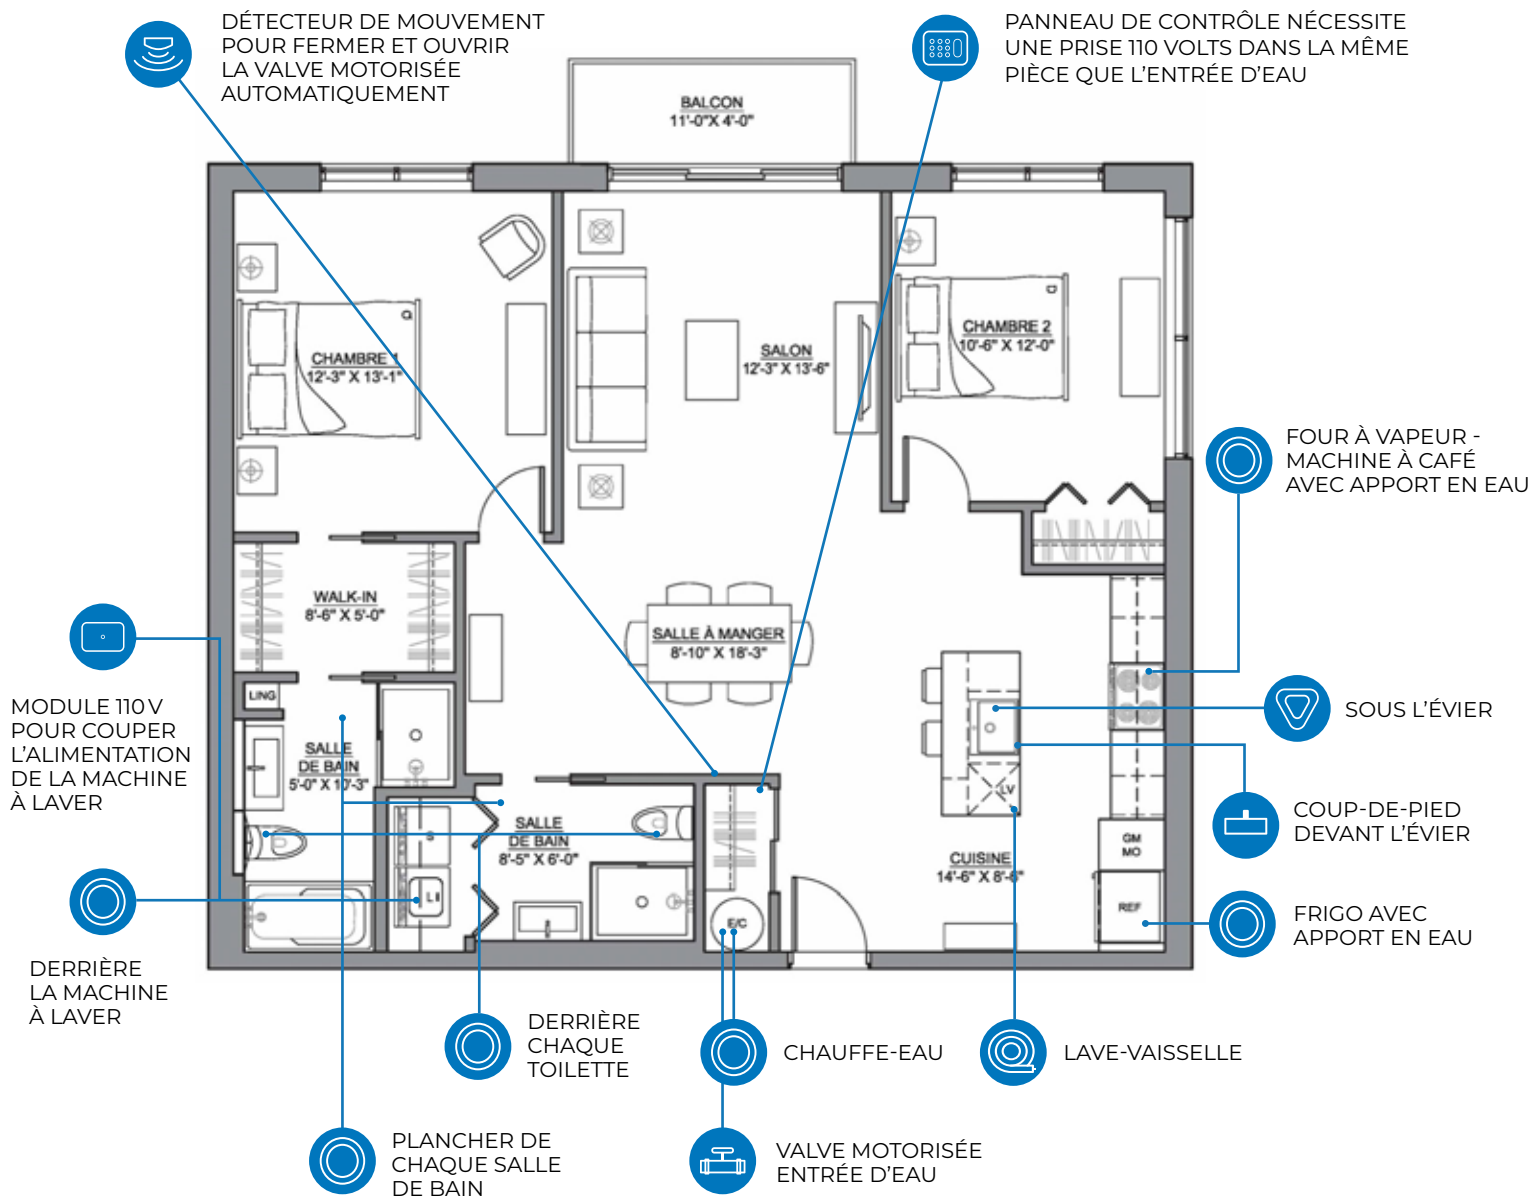 DÉTECTEUR DE MOUVEMENT
POUR FERMER ET OUVRIR
LA VALVE MOTORISÉE
AUTOMATIQUEMENT
PANNEAU DE CONTRÔLE NÉCESSITE
UNE PRISE 110 VOLTS DANS LA MÊME
PIÈCE QUE L'ENTRÉE D'EAU
BALCON
11'-0"X 4'-0"
CHAMBRE 1
12'-3" X 13'-1"
SALON
12'-3" X 13'-6"
CHAMBRE 2
10'-6" X 12'-0"
FOUR À VAPEUR -
MACHINE À CAFÉ
AVEC APPORT EN EAU
WALK-IN
8'-6" X 5'-0"
SALLE À MANGER
8'-10" X 18'-3"
MODULE 110 V
POUR COUPER
L'ALIMENTATION
DE LA MACHINE
À LAVER
LING
SALLE
DE BAIN
5'-0" X 10'-3"
SOUS L'ÉVIER
LV
COUP-DE-PIED
DEVANT L'ÉVIER
S
SALLE
DE BAIN
8'-5" X 6'-0"
GM
MO
CUISINE
14'-6" X 8'-6"
L
E/C
REF
FRIGO AVEC
APPORT EN EAU
DERRIÈRE
LA MACHINE
À LAVER
DERRIÈRE
CHAQUE
TOILETTE
CHAUFFE-EAU
LAVE-VAISSELLE
PLANCHER DE
CHAQUE SALLE
DE BAIN
VALVE MOTORISÉE
ENTRÉE D'EAU